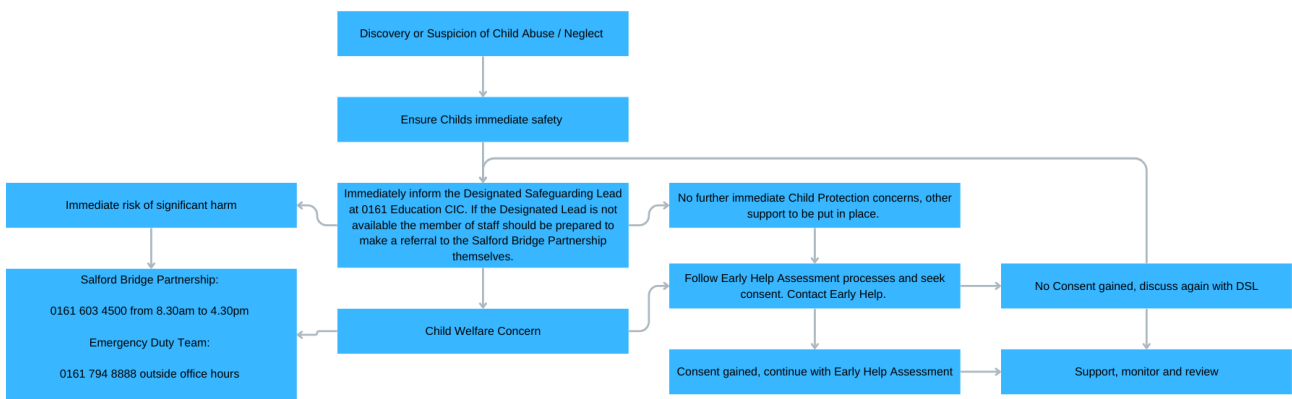 Discovery or Suspicion of Child Abuse / Neglect
Ensure Childs immediate safety
Immediate risk of significant harm
Immediately inform the Designated Safeguarding Lead
at 0161 Education CIC. If the Designated Lead is not
available the member of staff should be prepared to
make a referral to the Salford Bridge Partnership
themselves.
No further immediate Child Protection concerns, other
support to be put in place.
Salford Bridge Partnership:
0161 603 4500 from 8.30am to 4.30pm
Emergency Duty Team:
0161 794 8888 outside office hours
Child Welfare Concern
Follow Early Help Assessment processes and seek
consent. Contact Early Help.
No Consent gained, discuss again with DSL
Consent gained, continue with Early Help Assessment
Support, monitor and review